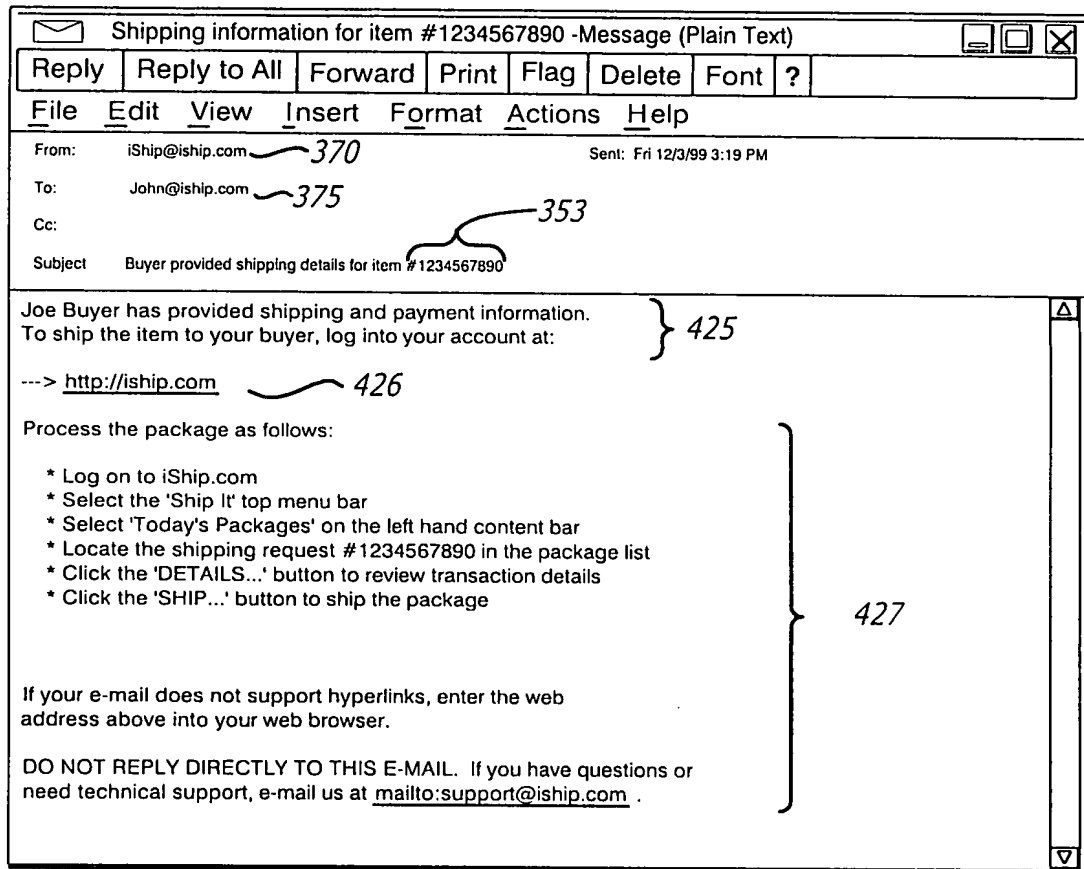 Shipping information for item #1234567890 -Message (Plain Text)
Reply Reply to All Forward Print Flag Delete Font ?
File Edit View Insert Format Actions Help
From: iShip@iship.com 370 Sent: Fri 12/3/99 3:19 PM
To: John@iship.com 375
Cc: 353
Subject Buyer provided shipping details for item #1234567890
Joe Buyer has provided shipping and payment information.
To ship the item to your buyer, log into your account at:
425
---> http://iship.com 426
Process the package as follows:
* Log on to iShip.com
* Select the 'Ship It' top menu bar
* Select 'Today's Packages' on the left hand content bar
* Locate the shipping request #1234567890 in the package list
* Click the 'DETAILS...' button to review transaction details
* Click the 'SHIP...' button to ship the package
427
If your e-mail does not support hyperlinks, enter the web
address above into your web browser.
DO NOT REPLY DIRECTLY TO THIS E-MAIL. If you have questions or
need technical support, e-mail us at mailto:support@iship.com .